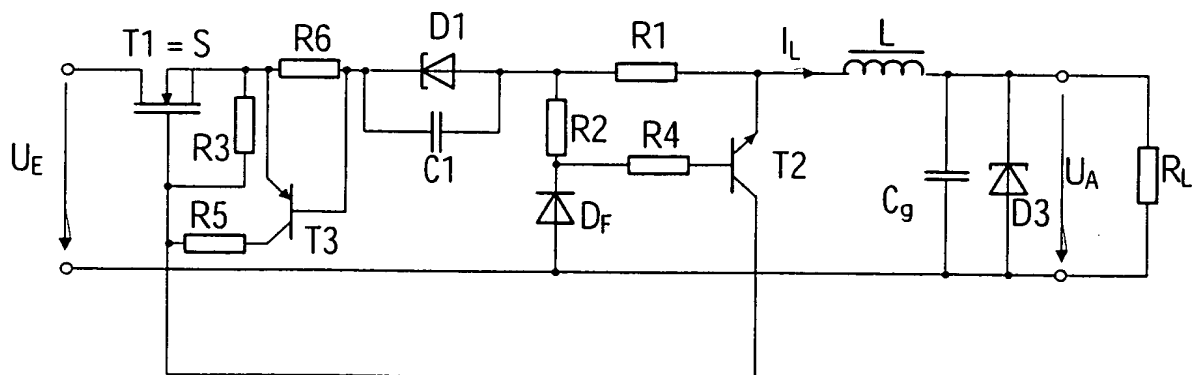 T1 = S
R6
D1
R1
I_L
L
U_E
R3
C1
R2
R4
T2
C_g
D3
U_A
R_L
R5
T3
D_F